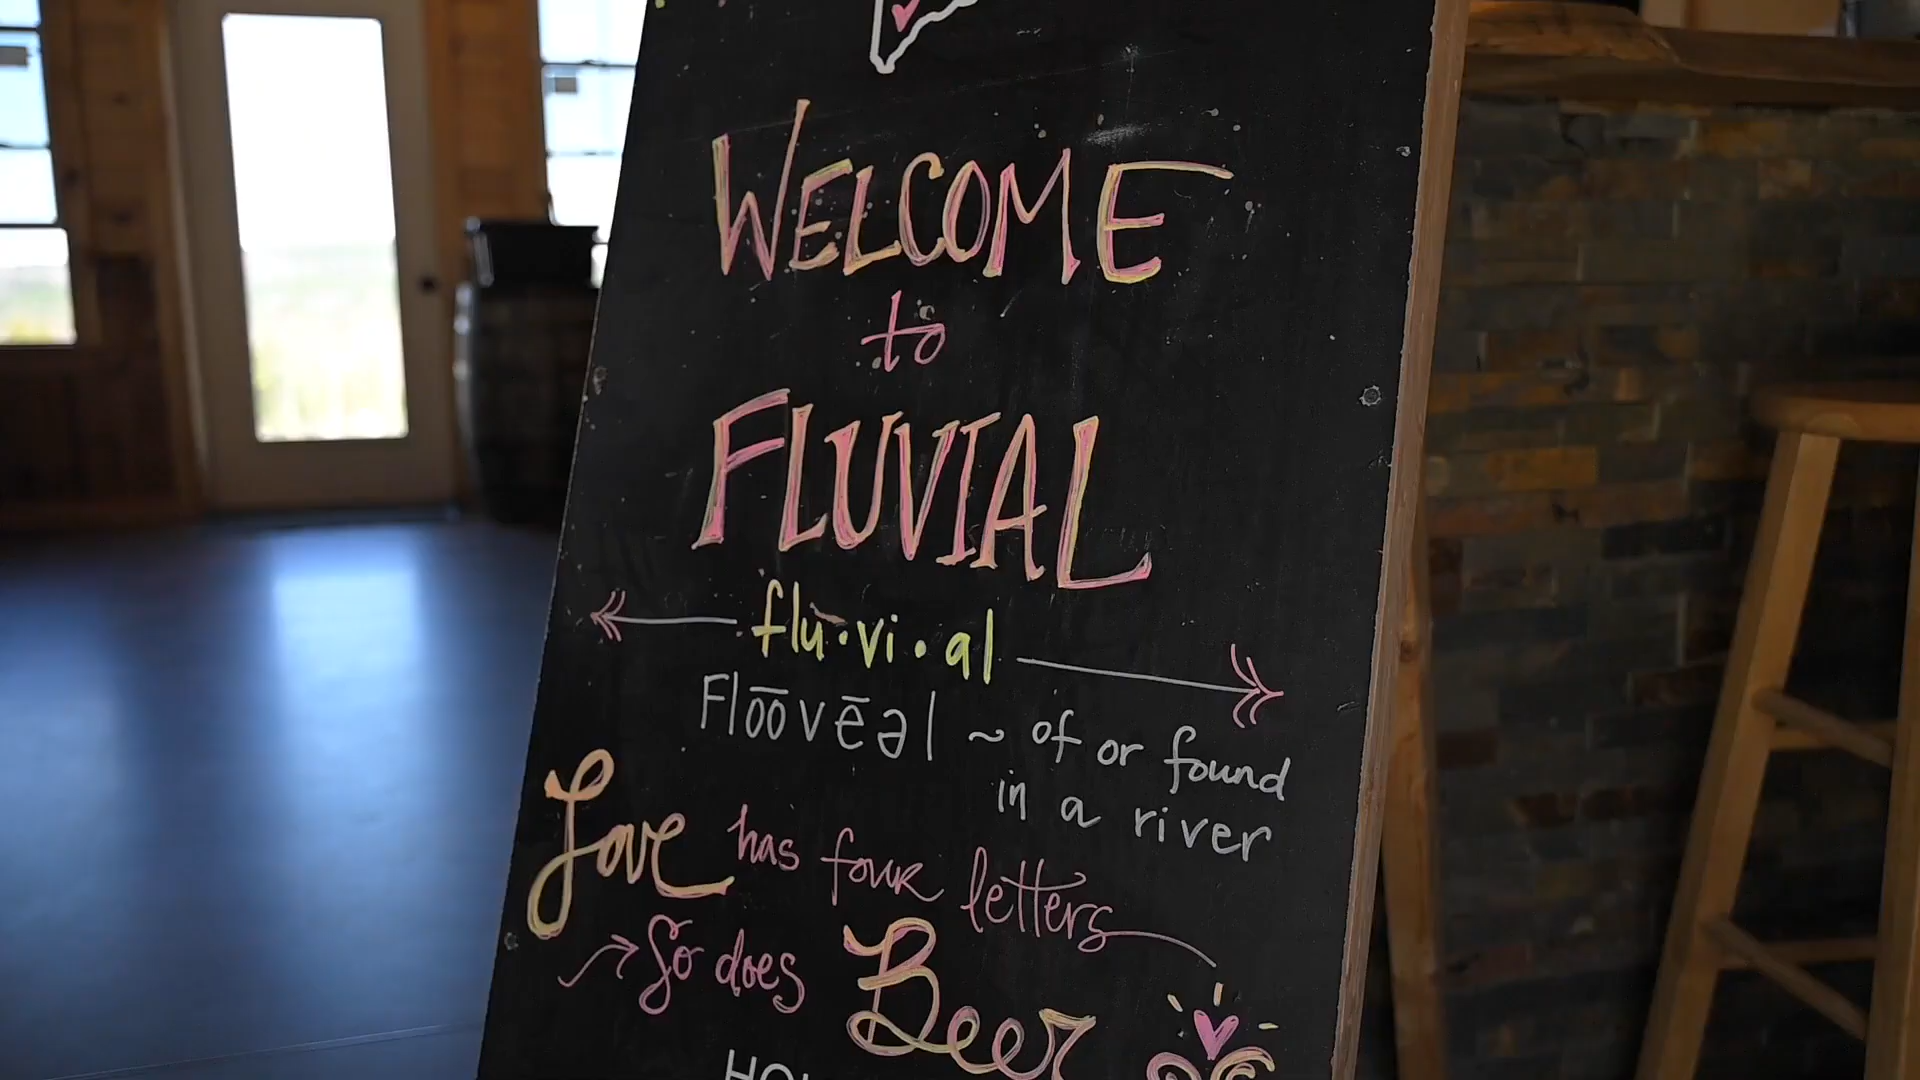 WELCOME
to
FLUVIAL
flu·vi·al
Flōōvēəl ~ of or found
in a river
Love has four letters
So does Beer